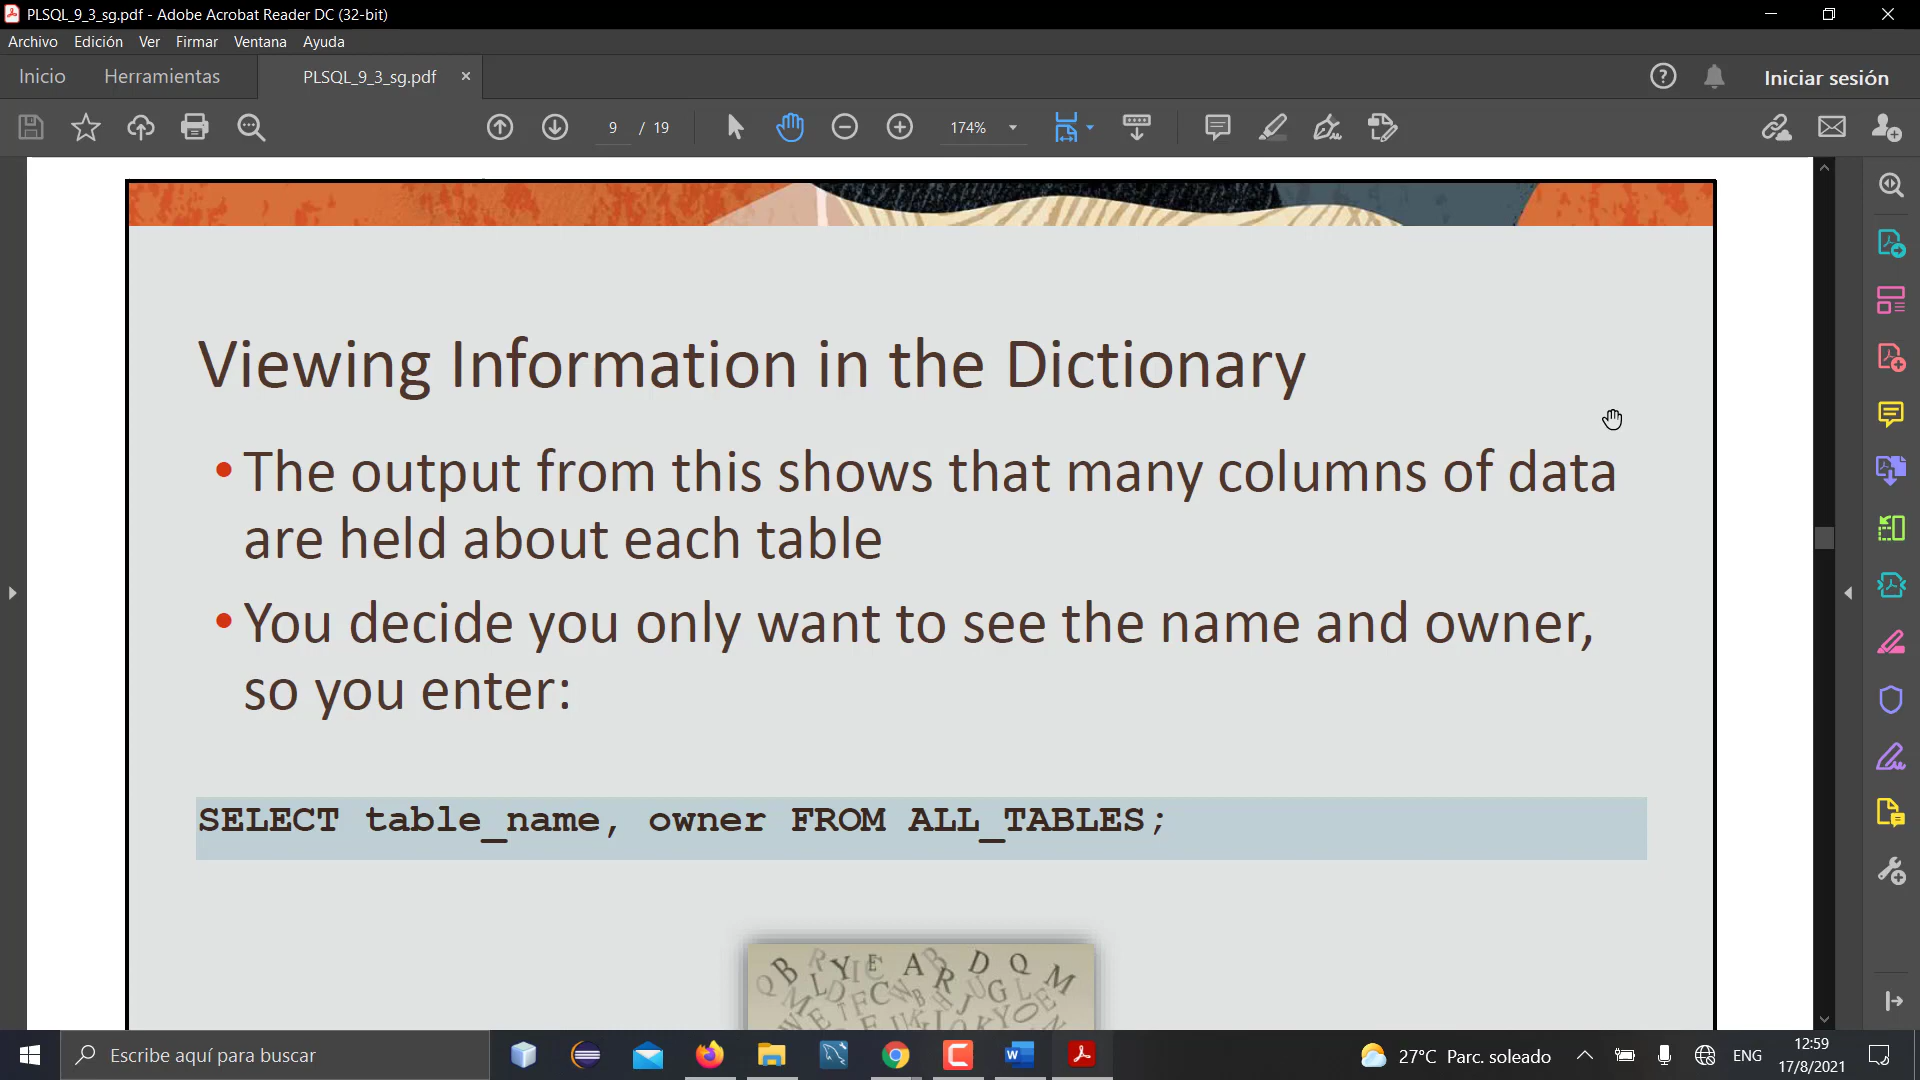 PLSQL_9_3_sg.pdf - Adobe Acrobat Reader DC (32-bit)
Archivo Edición Ver Firmar Ventana Ayuda
Inicio Herramientas PLSQL_9_3_sg.pdf × Iniciar sesión
9 / 19 174%
Viewing Information in the Dictionary
• The output from this shows that many columns of data
are held about each table
• You decide you only want to see the name and owner,
so you enter:
SELECT table_name, owner FROM ALL_TABLES;
Escribe aquí para buscar 27°C Parc. soleado ENG 12:59
17/8/2021